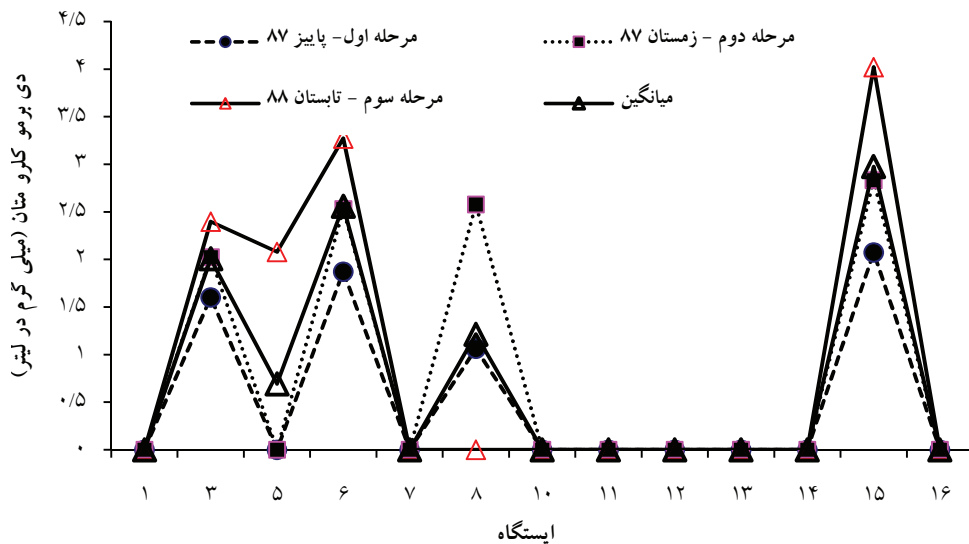 ۴/۵
۴
۳/۵
۳
۲/۵
۲
۱/۵
۱
۰/۵
۰
دی برمو کلرو متان (میلی گرم در لیتر)
مرحله اول- پاییز ۸۷
مرحله دوم - زمستان ۸۷
مرحله سوم - تابستان ۸۸
میانگین
۱ ۳ ۵ ۶ ۷ ۸ ۱۰ ۱۱ ۱۲ ۱۳ ۱۴ ۱۵ ۱۶
ایستگاه